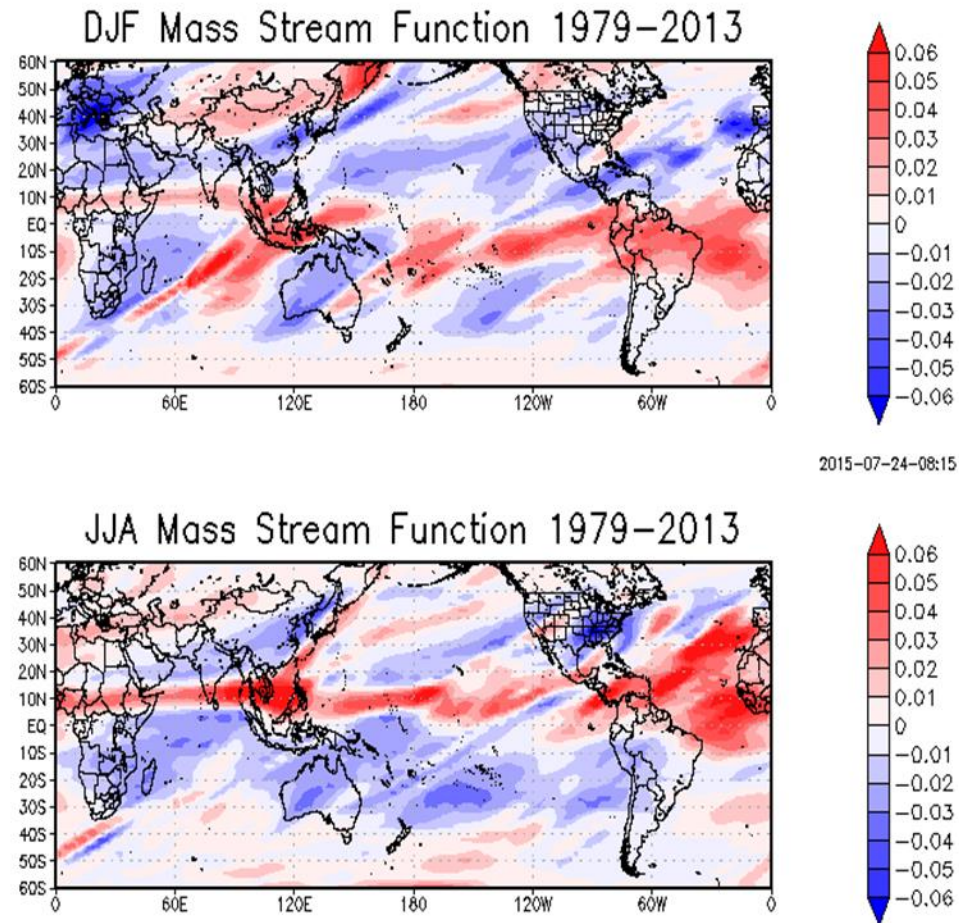 DJF Mass Stream Function 1979-2013
60N
50N
40N
30N
20N
10N
EQ
10S
20S
30S
40S
50S
60S
0 60E 120E 180 120W 60W 0
0.06
0.05
0.04
0.03
0.02
0.01
0
-0.01
-0.02
-0.03
-0.04
-0.05
-0.06
2015-07-24-08:15
JJA Mass Stream Function 1979-2013
60N
50N
40N
30N
20N
10N
EQ
10S
20S
30S
40S
50S
60S
0 60E 120E 180 120W 60W 0
0.06
0.05
0.04
0.03
0.02
0.01
0
-0.01
-0.02
-0.03
-0.04
-0.05
-0.06